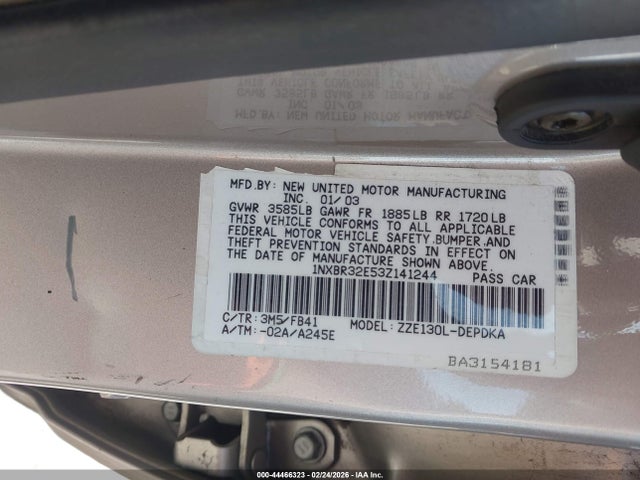 MFD.BY: NEW UNITED MOTOR MANUFACTURING
INC. 01/03
GVWR 3585LB GAWR FR 1885LB RR 1720LB
THIS VEHICLE CONFORMS TO ALL APPLICABLE
FEDERAL MOTOR VEHICLE SAFETY,BUMPER,AND
THEFT PREVENTION STANDARDS IN EFFECT ON
THE DATE OF MANUFACTURE SHOWN ABOVE.
1NXBR32E53Z141244 PASS CAR
C/TR:3M5/FB41 MODEL:ZZE130L-DEPDKA
A/TM:-02A/A245E
BA3154181
000-44466323 - 02/24/2026 - IAA Inc.